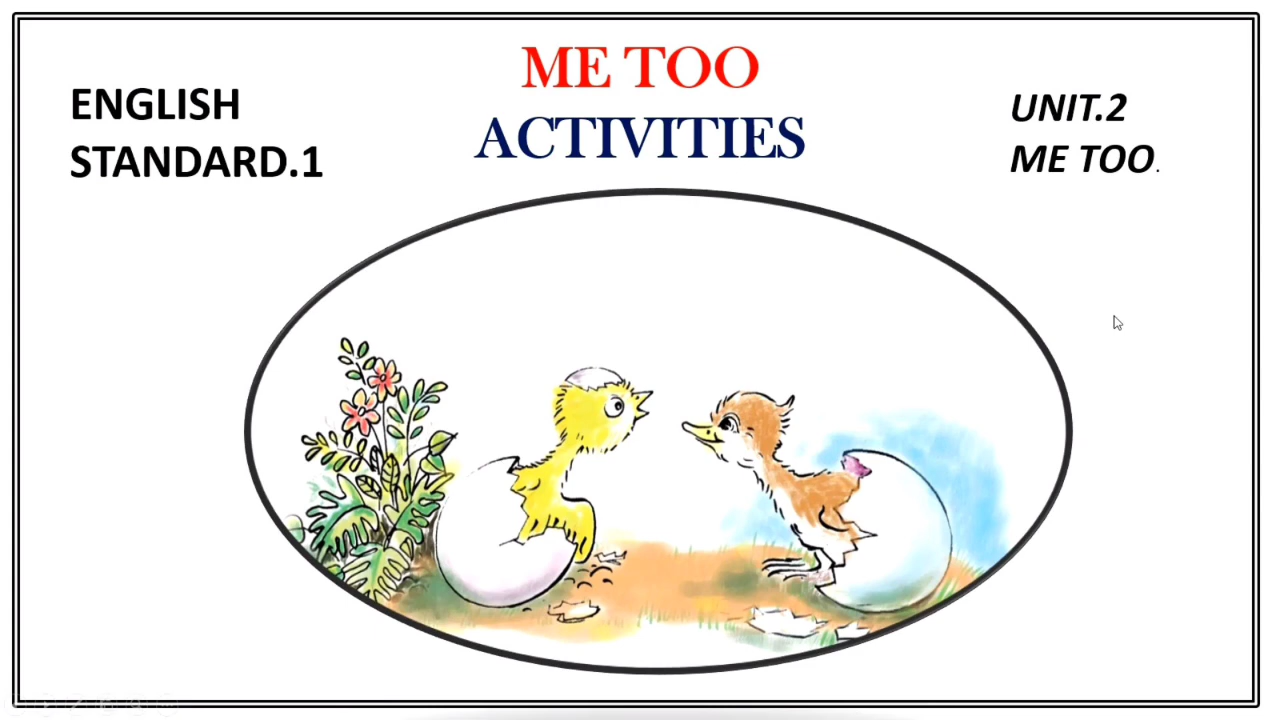 ME TOO
ACTIVITIES
ENGLISH
STANDARD.1
UNIT.2
ME TOO.